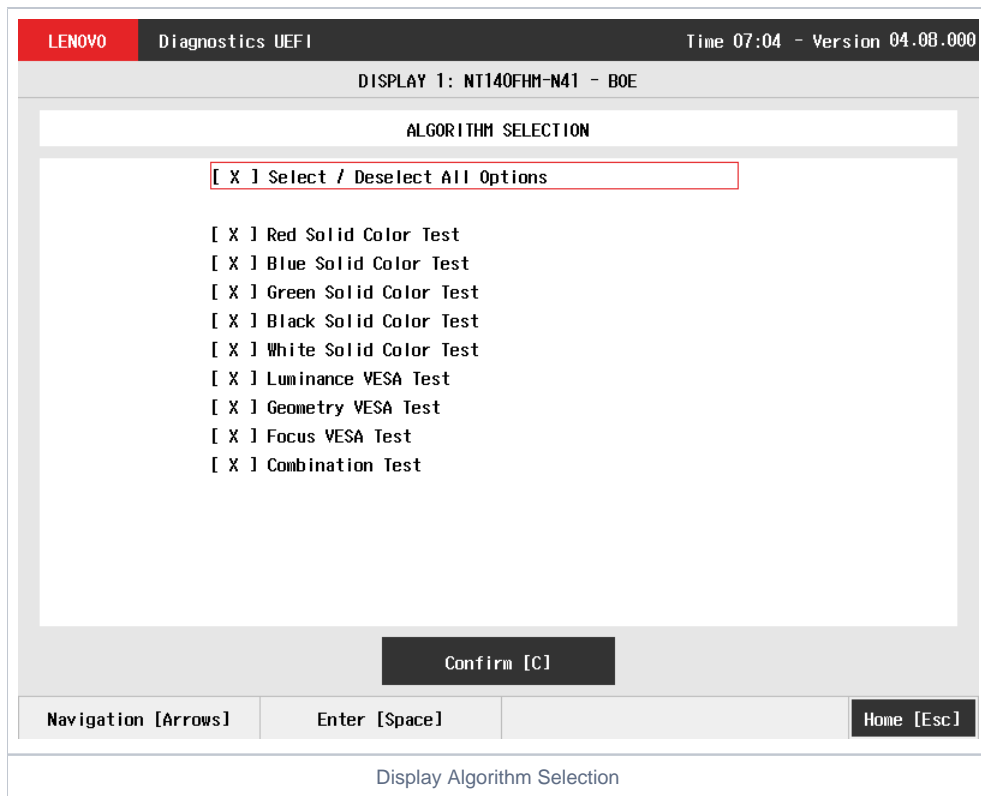 LENOVO Diagnostics UEFI Time 07:04 - Version 04.08.000
DISPLAY 1: NT140FHM-N41 - BOE
ALGORITHM SELECTION
[ X ] Select / Deselect All Options
[ X ] Red Solid Color Test
[ X ] Blue Solid Color Test
[ X ] Green Solid Color Test
[ X ] Black Solid Color Test
[ X ] White Solid Color Test
[ X ] Luminance VESA Test
[ X ] Geometry VESA Test
[ X ] Focus VESA Test
[ X ] Combination Test
Confirm [C]
Navigation [Arrows] Enter [Space] Home [Esc]
Display Algorithm Selection